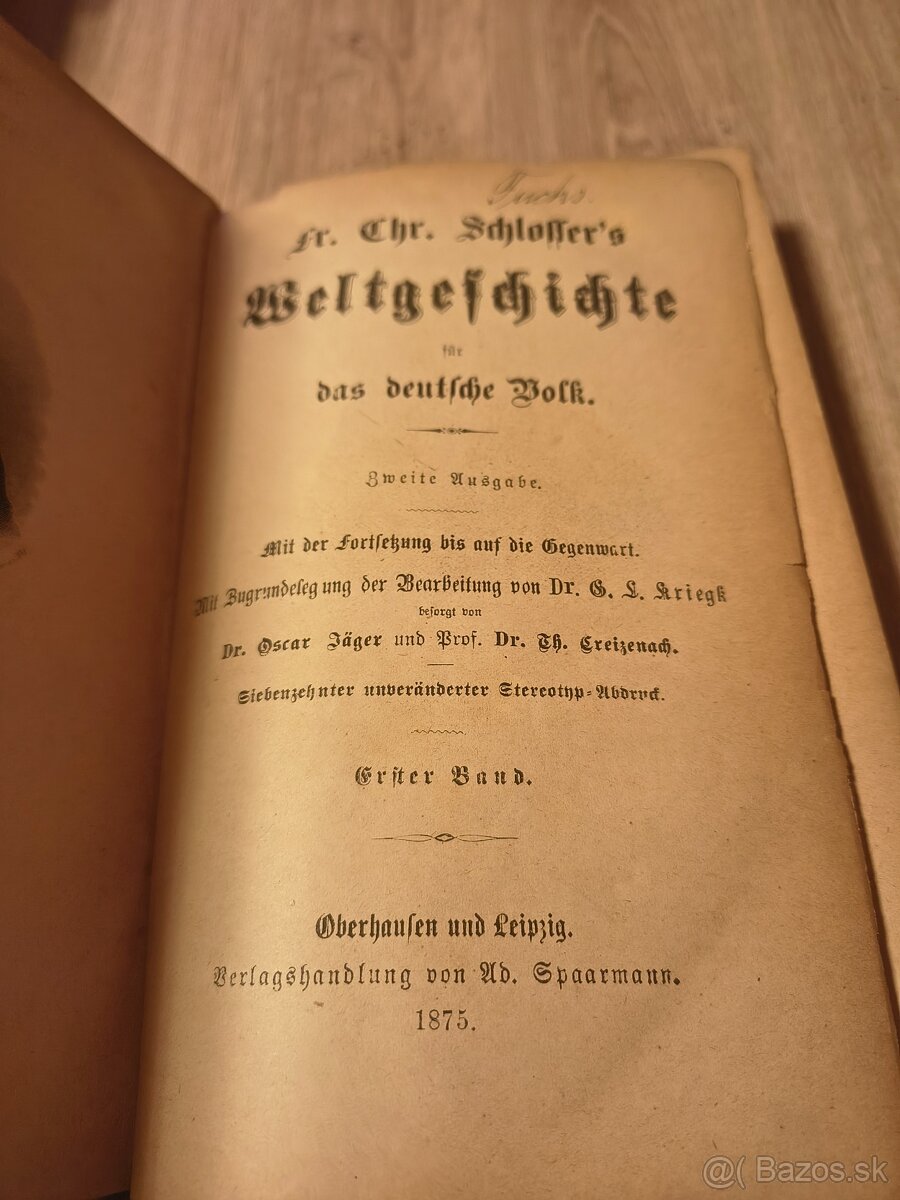 Fuchs.
Fr. Chr. Schlosser's
Weltgeschichte
für
das deutsche Volk.
Zweite Ausgabe.
Mit der Fortsetzung bis auf die Gegenwart.
Mit Zugrundelegung der Bearbeitung von Dr. G. L. Kriegk
besorgt von
Dr. Oscar Jäger und Prof. Dr. Th. Creizenach.
Siebenzehnter unveränderter Stereotyp-Abdruck.
Erster Band.
Oberhausen und Leipzig.
Verlagshandlung von Ad. Spaarmann.
1875.
@( Bazos.sk